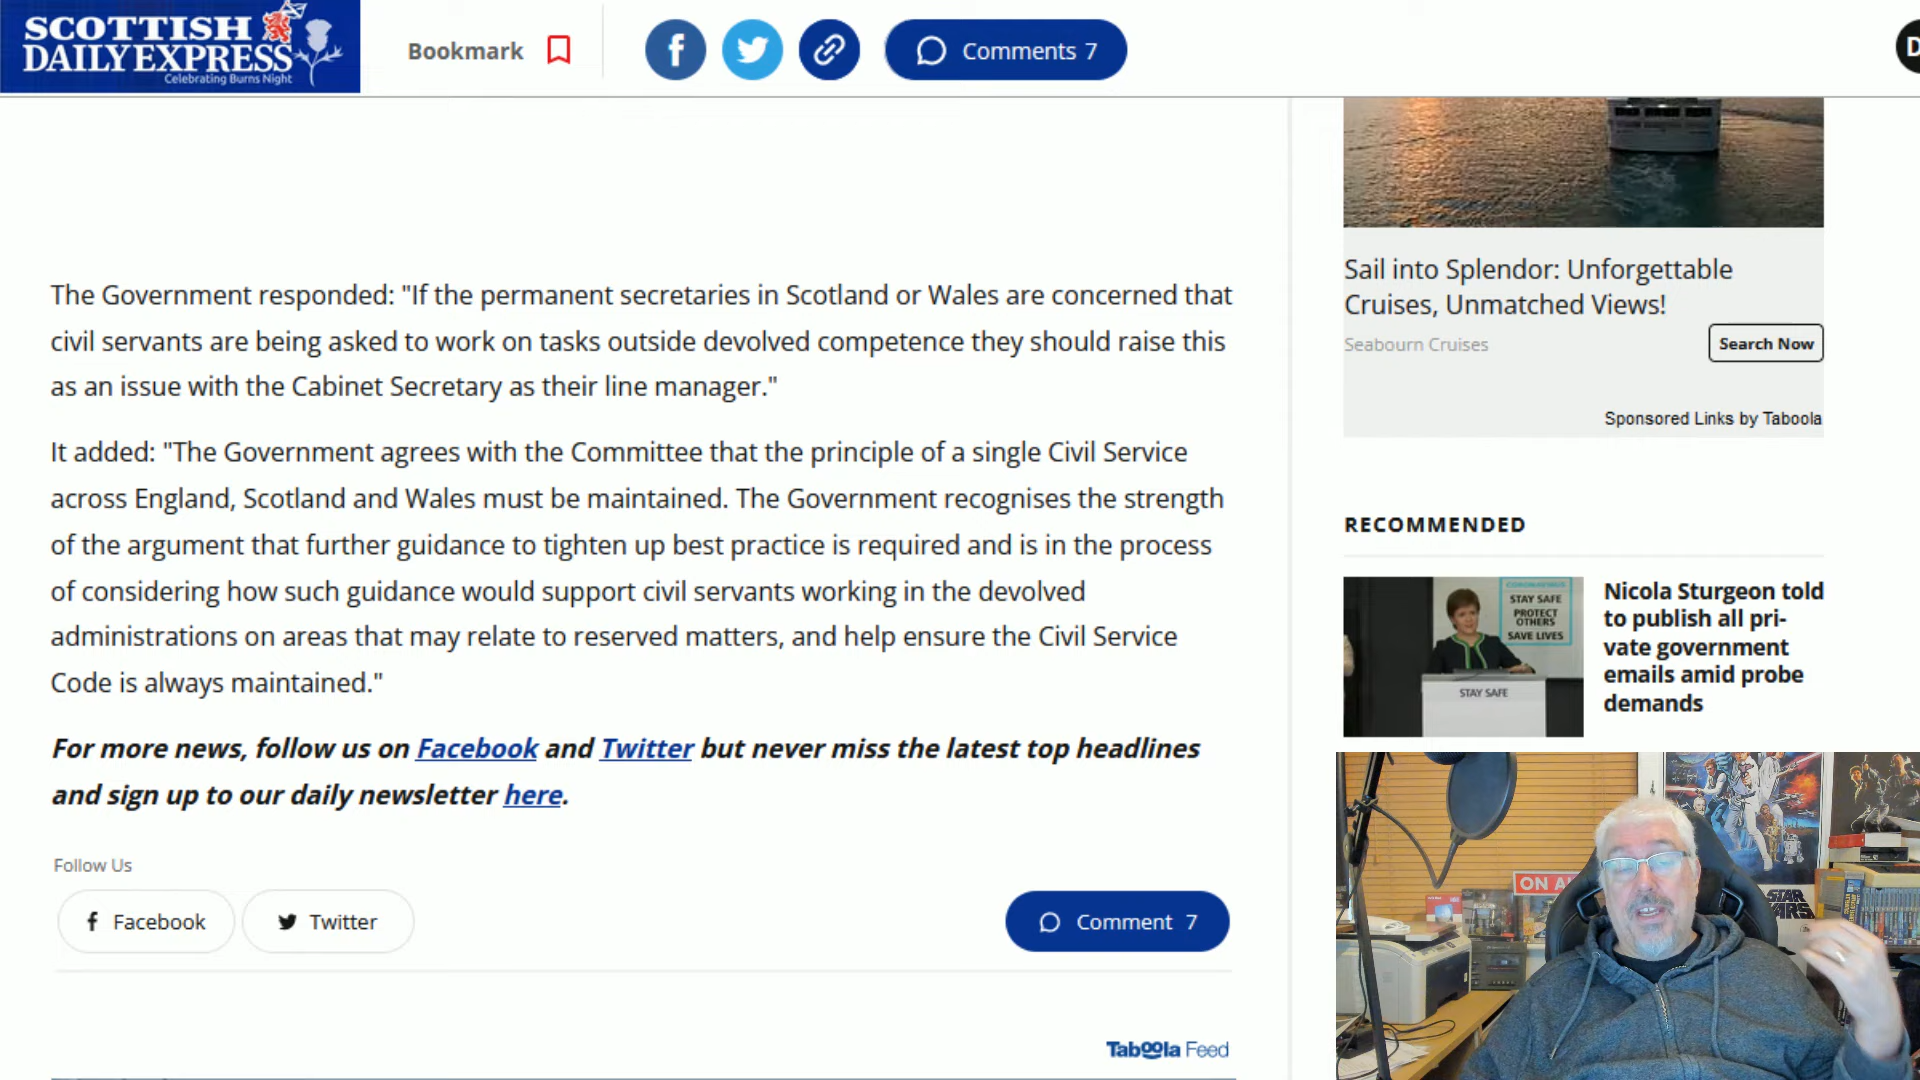 SCOTTISH
DAILY EXPRESS
Celebrating Burns Night
Bookmark
Comments 7
D
The Government responded: "If the permanent secretaries in Scotland or Wales are concerned that
civil servants are being asked to work on tasks outside devolved competence they should raise this
as an issue with the Cabinet Secretary as their line manager."
It added: "The Government agrees with the Committee that the principle of a single Civil Service
across England, Scotland and Wales must be maintained. The Government recognises the strength
of the argument that further guidance to tighten up best practice is required and is in the process
of considering how such guidance would support civil servants working in the devolved
administrations on areas that may relate to reserved matters, and help ensure the Civil Service
Code is always maintained."
For more news, follow us on Facebook and Twitter but never miss the latest top headlines
and sign up to our daily newsletter here.
Follow Us
Facebook
Twitter
Comment 7
Taboola Feed
Sail into Splendor: Unforgettable
Cruises, Unmatched Views!
Seabourn Cruises
Search Now
Sponsored Links by Taboola
RECOMMENDED
CORONAVIRUS
STAY SAFE
PROTECT
OTHERS
SAVE LIVES
STAY SAFE
Nicola Sturgeon told
to publish all pri-
vate government
emails amid probe
demands
ON A
STAR
WARS